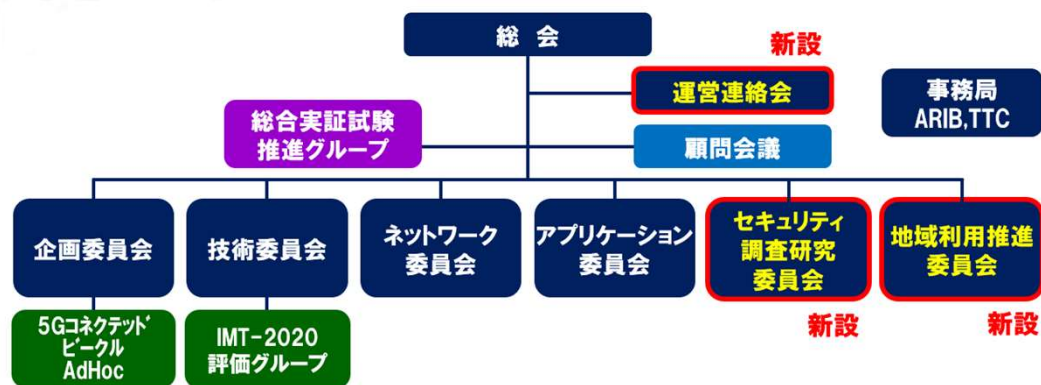 総 会
新設
運営連絡会
事務局
ARIB,TTC
総合実証試験
推進グループ
顧問会議
企画委員会
技術委員会
ネットワーク
委員会
アプリケーション
委員会
セキュリティ
調査研究
委員会
地域利用推進
委員会
5Gコネクテッド
ビークル
AdHoc
IMT-2020
評価グループ
新設
新設